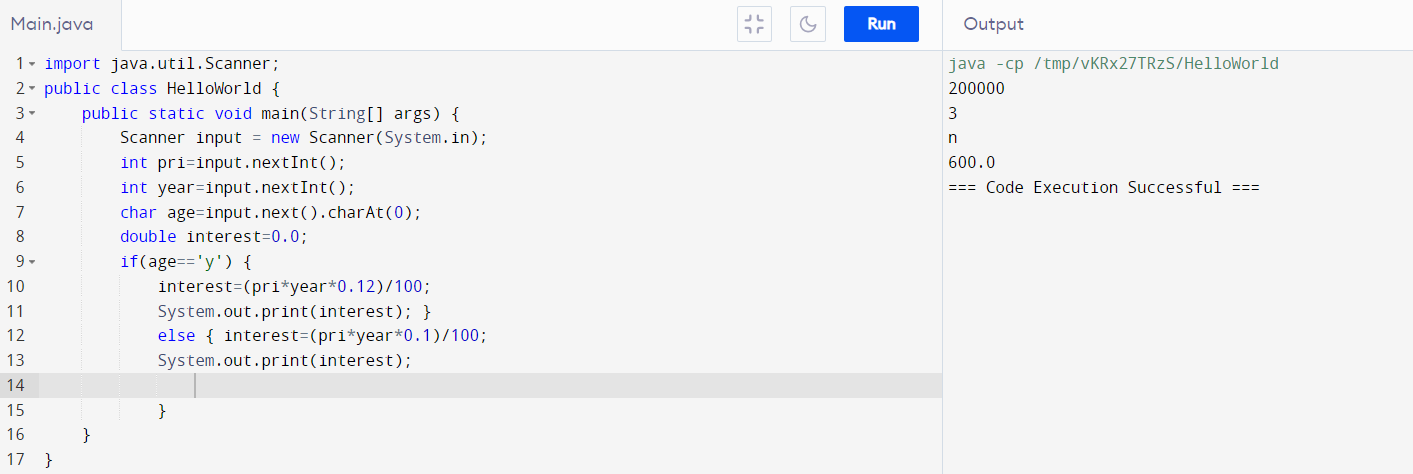 Main.java
Run
Output
1 import java.util.Scanner;
2 public class HelloWorld {
3 public static void main(String[] args) {
4 Scanner input = new Scanner(System.in);
5 int pri=input.nextInt();
6 int year=input.nextInt();
7 char age=input.next().charAt(0);
8 double interest=0.0;
9 if(age=='y') {
10 interest=(pri*year*0.12)/100;
11 System.out.print(interest); }
12 else { interest=(pri*year*0.1)/100;
13 System.out.print(interest);
14
15 }
16 }
17 }
java -cp /tmp/vKRx27TRzS/HelloWorld
200000
3
n
600.0
=== Code Execution Successful ===